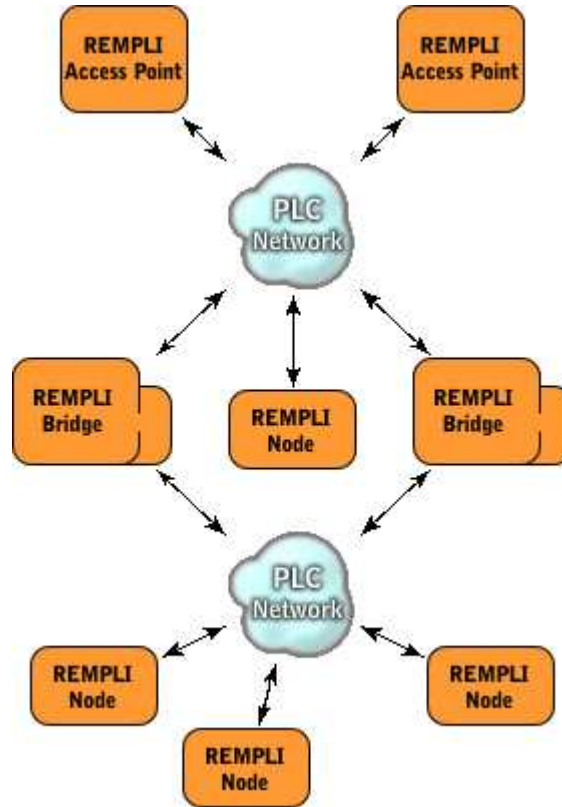 REMPLI
Access Point
REMPLI
Access Point
PLC
Network
REMPLI
Bridge
REMPLI
Node
REMPLI
Bridge
PLC
Network
REMPLI
Node
REMPLI
Node
REMPLI
Node